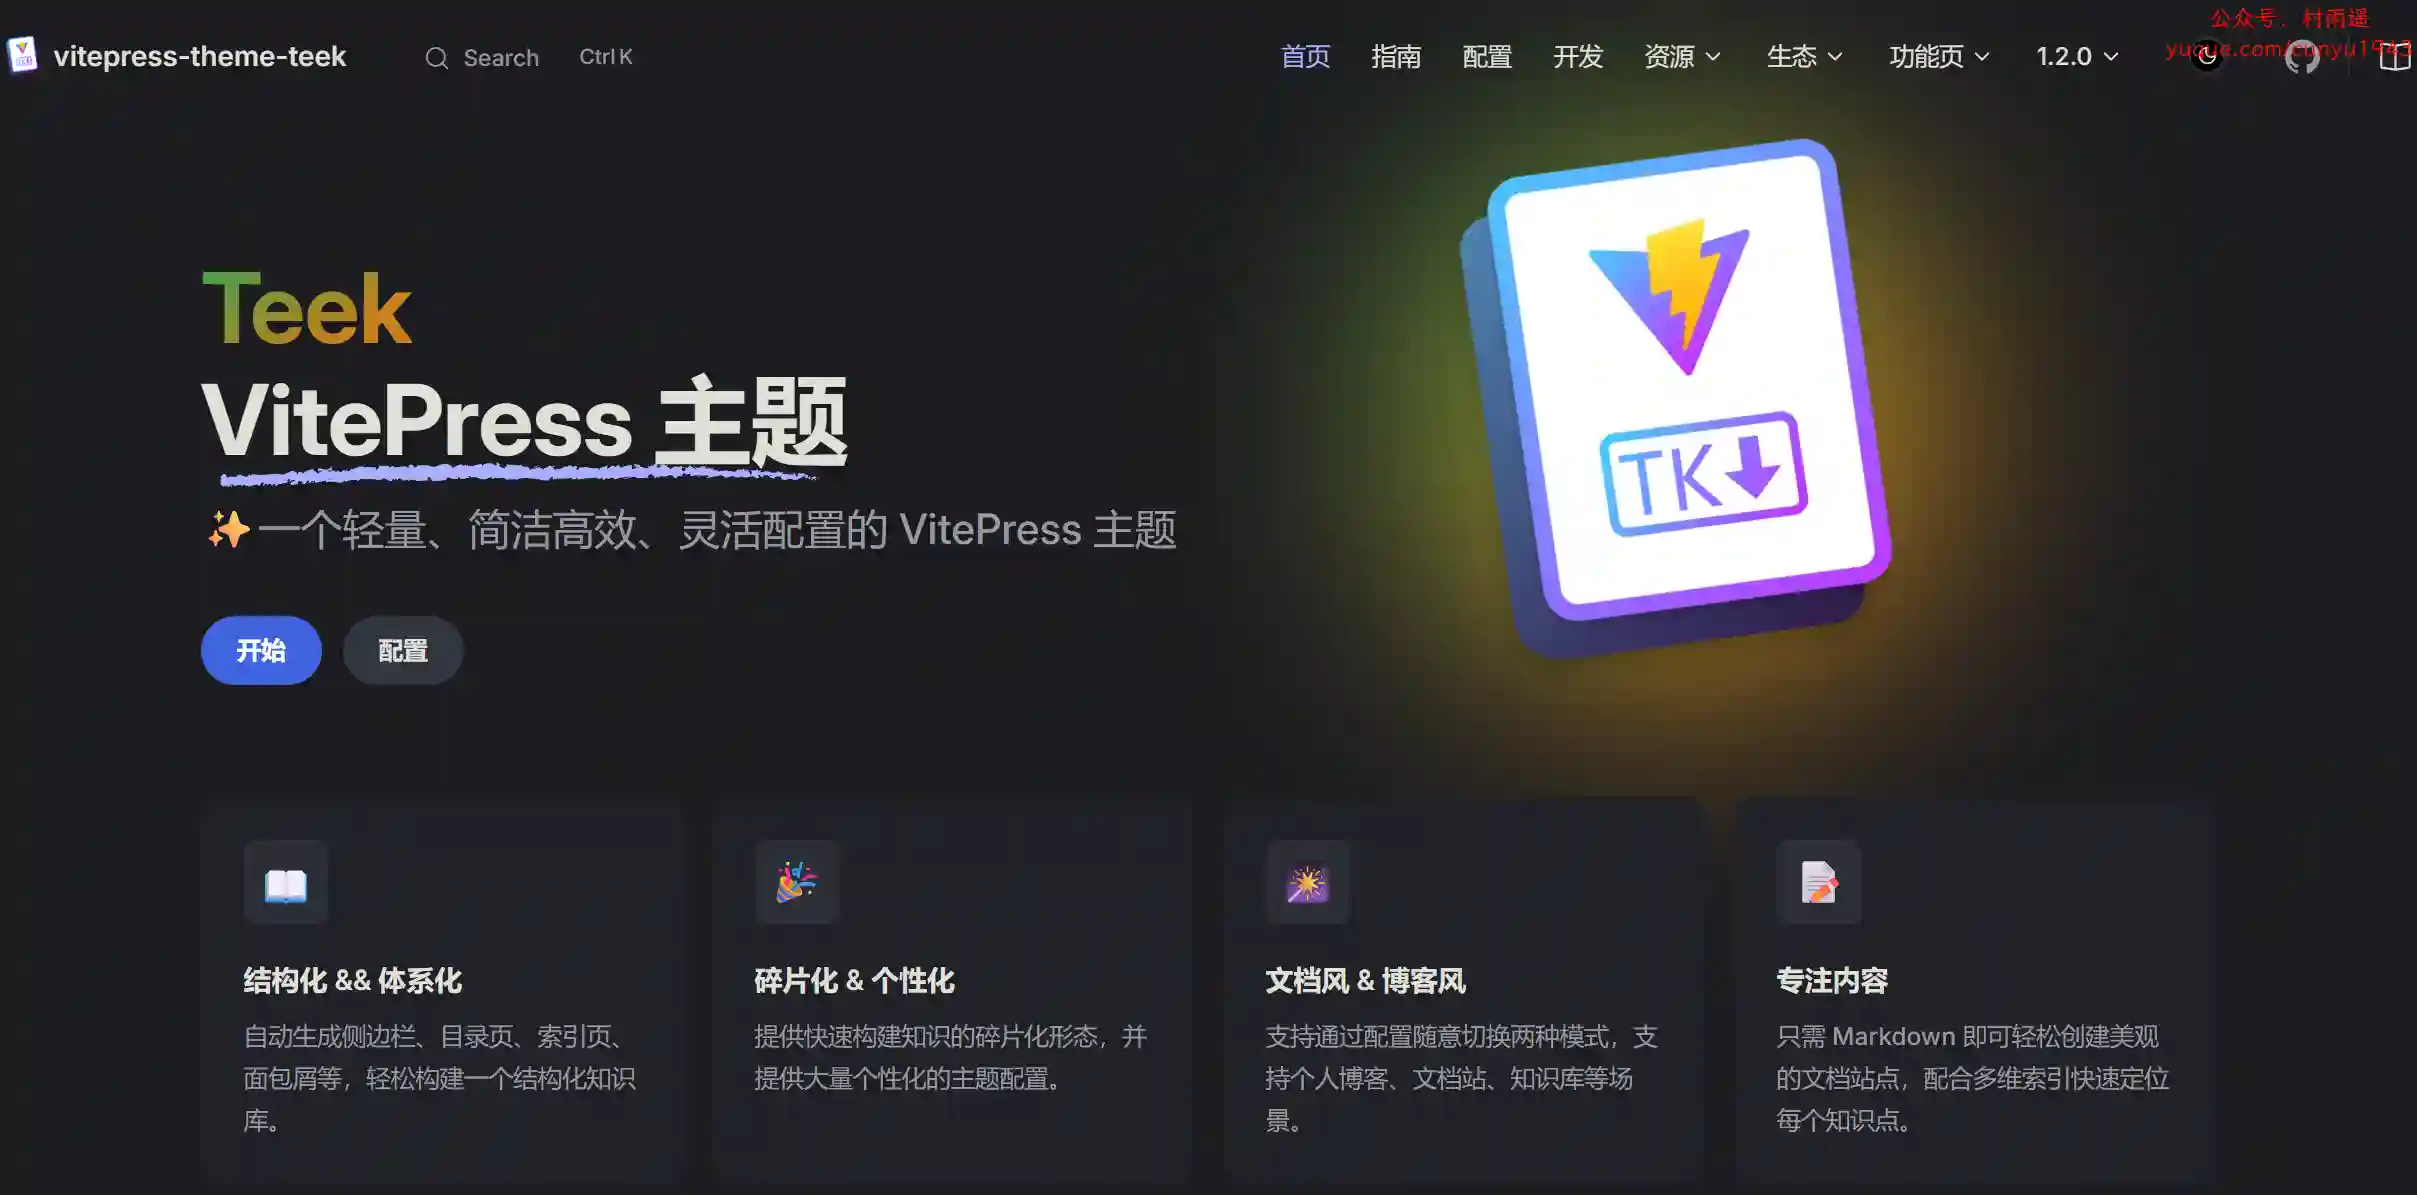 公众号：村雨遥
yuque.com/cunyu1943
vitepress-theme-teek
Search
Ctrl K
首页
指南
配置
开发
资源
生态
功能页
1.2.0
Teek
VitePress 主题
✨一个轻量、简洁高效、灵活配置的 VitePress 主题
开始
配置
TK
结构化 && 体系化
自动生成侧边栏、目录页、索引页、
面包屑等，轻松构建一个结构化知识
库。
碎片化 & 个性化
提供快速构建知识的碎片化形态，并
提供大量个性化的主题配置。
文档风 & 博客风
支持通过配置随意切换两种模式，支
持个人博客、文档站、知识库等场
景。
专注内容
只需 Markdown 即可轻松创建美观
的文档站点，配合多维索引快速定位
每个知识点。